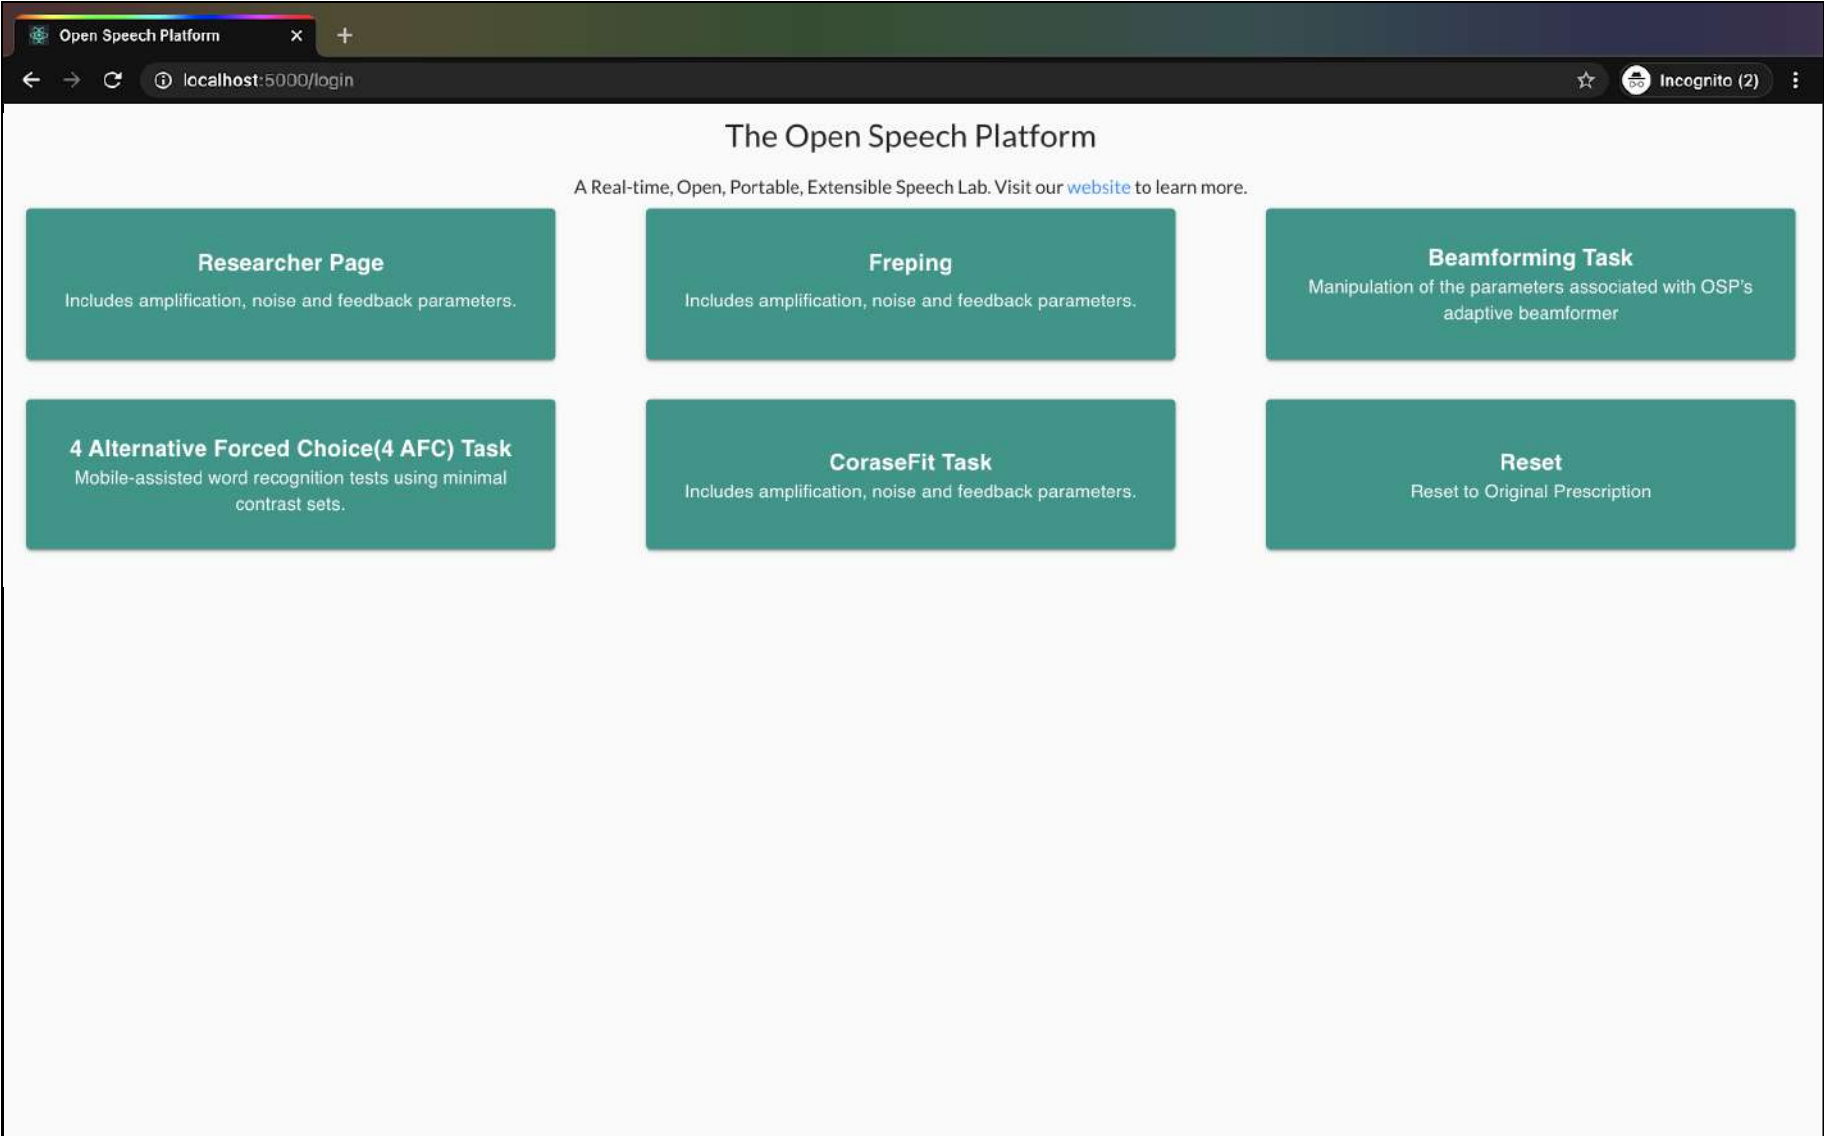 Open Speech Platform
localhost:5000/login
Incognito (2)
The Open Speech Platform
A Real-time, Open, Portable, Extensible Speech Lab. Visit our website to learn more.
Researcher Page
Includes amplification, noise and feedback parameters.
Freping
Includes amplification, noise and feedback parameters.
Beamforming Task
Manipulation of the parameters associated with OSP's
adaptive beamformer
4 Alternative Forced Choice(4 AFC) Task
Mobile-assisted word recognition tests using minimal
contrast sets.
CoraseFit Task
Includes amplification, noise and feedback parameters.
Reset
Reset to Original Prescription